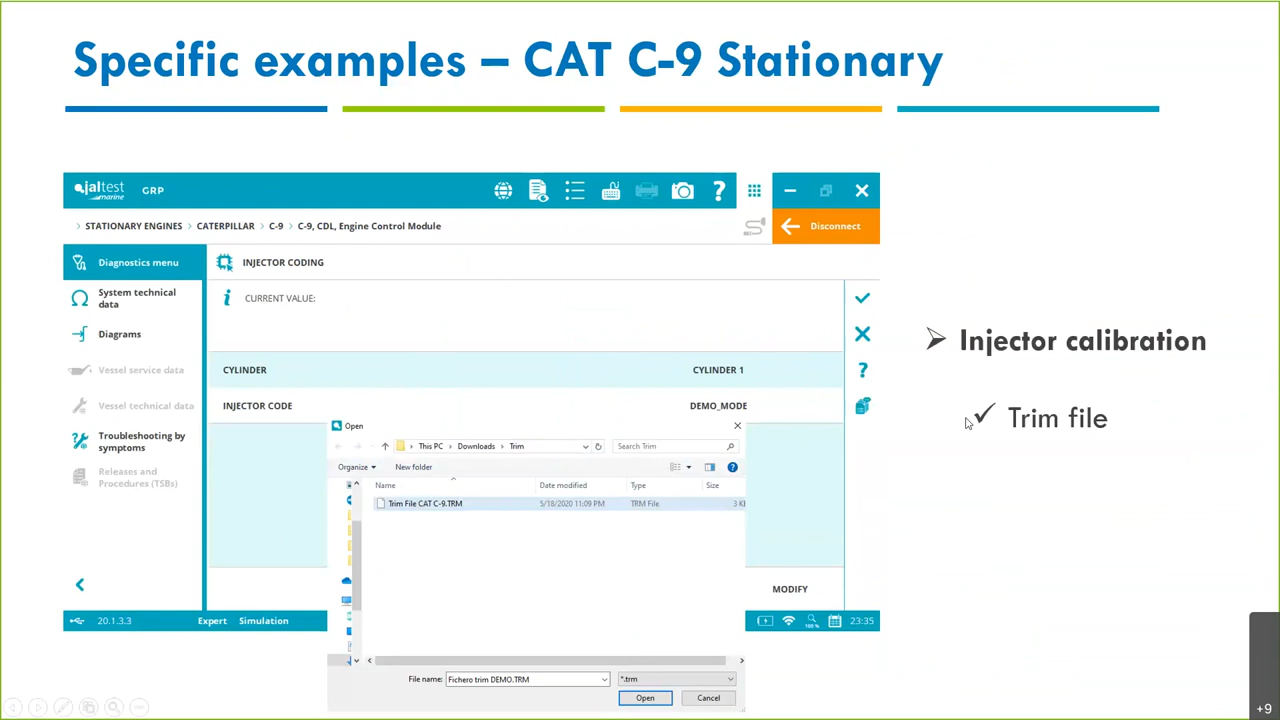 Specific examples – CAT C-9 Stationary
jaltest
marine
GRP
?
STATIONARY ENGINES > CATERPILLAR > C-9 > C-9, CDL, Engine Control Module
Disconnect
Diagnostics menu
System technical
data
Diagrams
Vessel service data
Vessel technical data
Troubleshooting by
symptoms
Releases and
Procedures (TSBs)
INJECTOR CODING
CURRENT VALUE:
CYLINDER
CYLINDER 1
INJECTOR CODE
DEMO_MODE
?
Open
This PC > Downloads > Trim
Search Trim
Organize
New folder
?
Name
Date modified
Type
Size
Trim File CAT C-9.TRM
5/18/2020 11:09 PM
TRM File
3 K
File name:
Fichero trim DEMO.TRM
*.trm
Open
Cancel
MODIFY
20.1.3.3
Expert
Simulation
100 %
23:35
Injector calibration
Trim file
+9